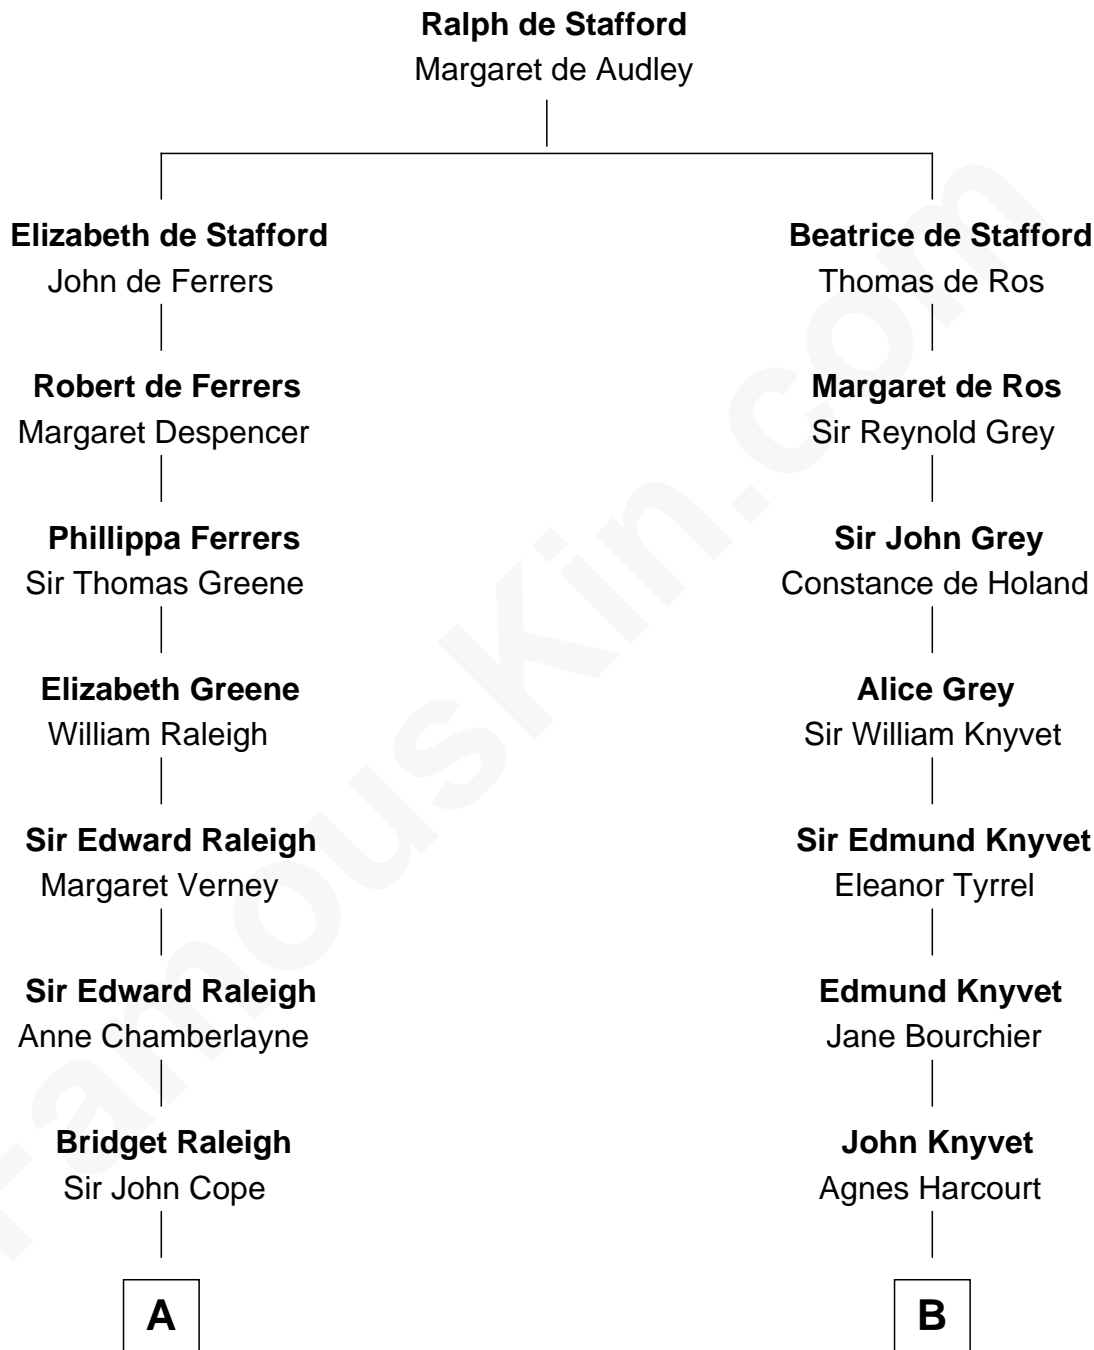 Ralph de Stafford
Margaret de Audley
Elizabeth de Stafford
John de Ferrers
Beatrice de Stafford
Thomas de Ros
Robert de Ferrers
Margaret Despencer
Margaret de Ros
Sir Reynold Grey
Phillippa Ferrers
Sir Thomas Greene
Sir John Grey
Constance de Holand
Elizabeth Greene
William Raleigh
Alice Grey
Sir William Knyvet
Sir Edward Raleigh
Margaret Verney
Sir Edmund Knyvet
Eleanor Tyrrel
Sir Edward Raleigh
Anne Chamberlayne
Edmund Knyvet
Jane Bourchier
Bridget Raleigh
Sir John Cope
John Knyvet
Agnes Harcourt
A
B
FamousKin.com